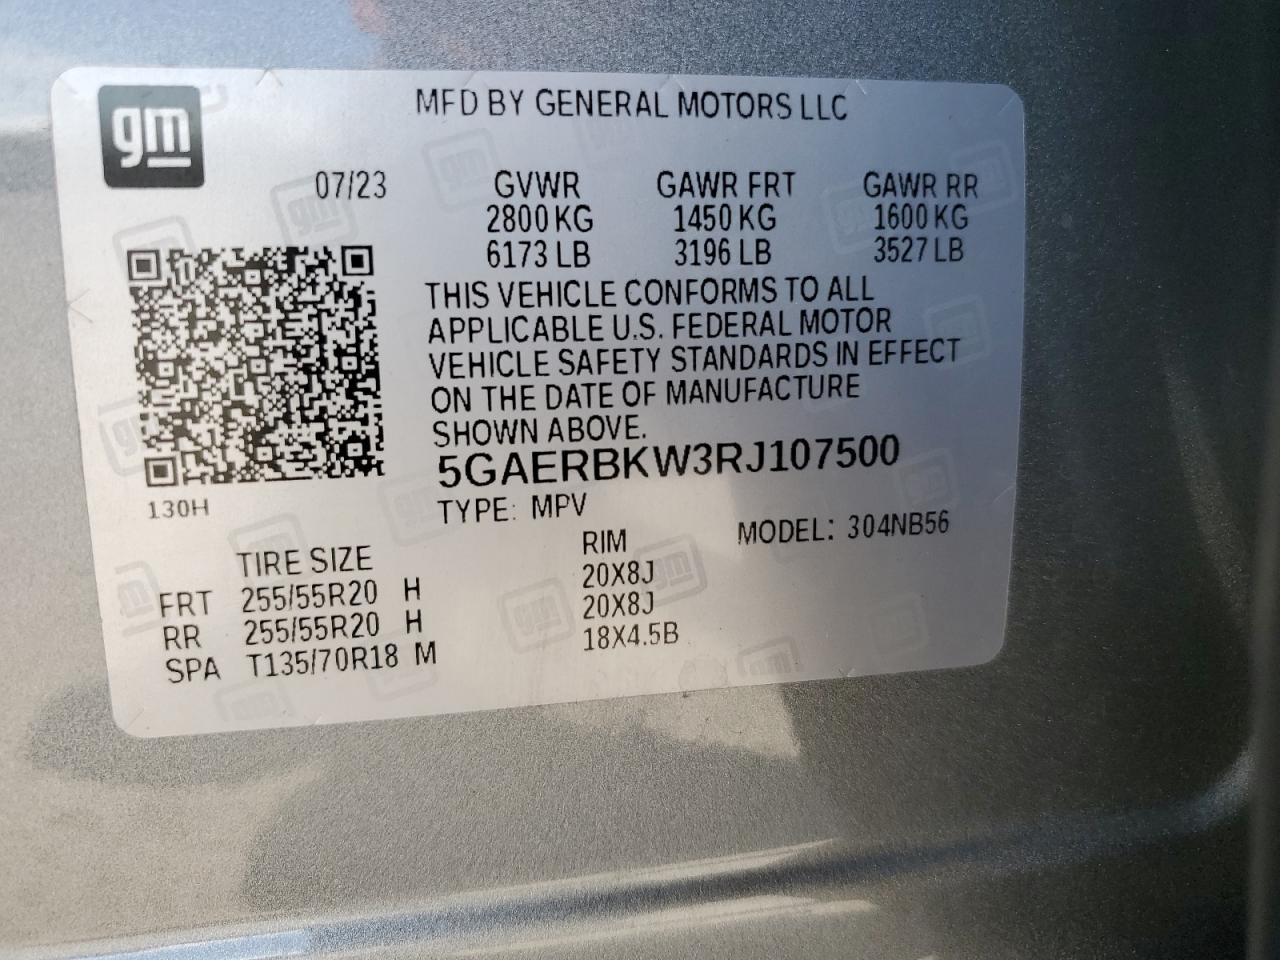 gm
MFD BY GENERAL MOTORS LLC
07/23 GVWR GAWR FRT GAWR RR
2800 KG 1450 KG 1600 KG
6173 LB 3196 LB 3527 LB
THIS VEHICLE CONFORMS TO ALL
APPLICABLE U.S. FEDERAL MOTOR
VEHICLE SAFETY STANDARDS IN EFFECT
ON THE DATE OF MANUFACTURE
SHOWN ABOVE.
5GAERBKW3RJ107500
130H
TYPE: MPV
MODEL: 304NB56
TIRE SIZE RIM
FRT 255/55R20 H 20X8J
RR 255/55R20 H 20X8J
SPA T135/70R18 M 18X4.5B